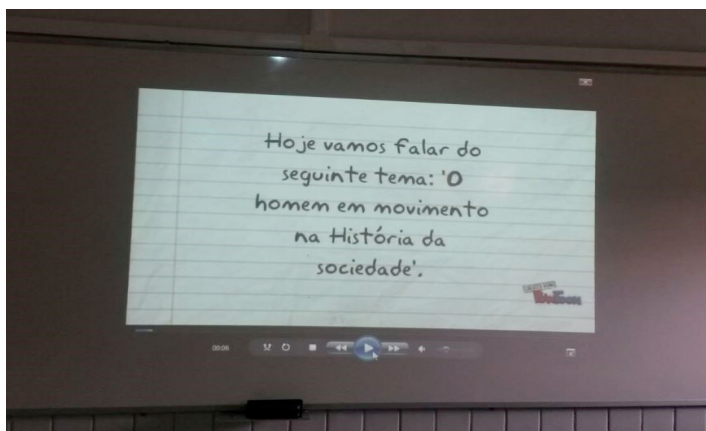 Hoje vamos falar do
seguinte tema: 'O
homem em movimento
na História da
sociedade'.